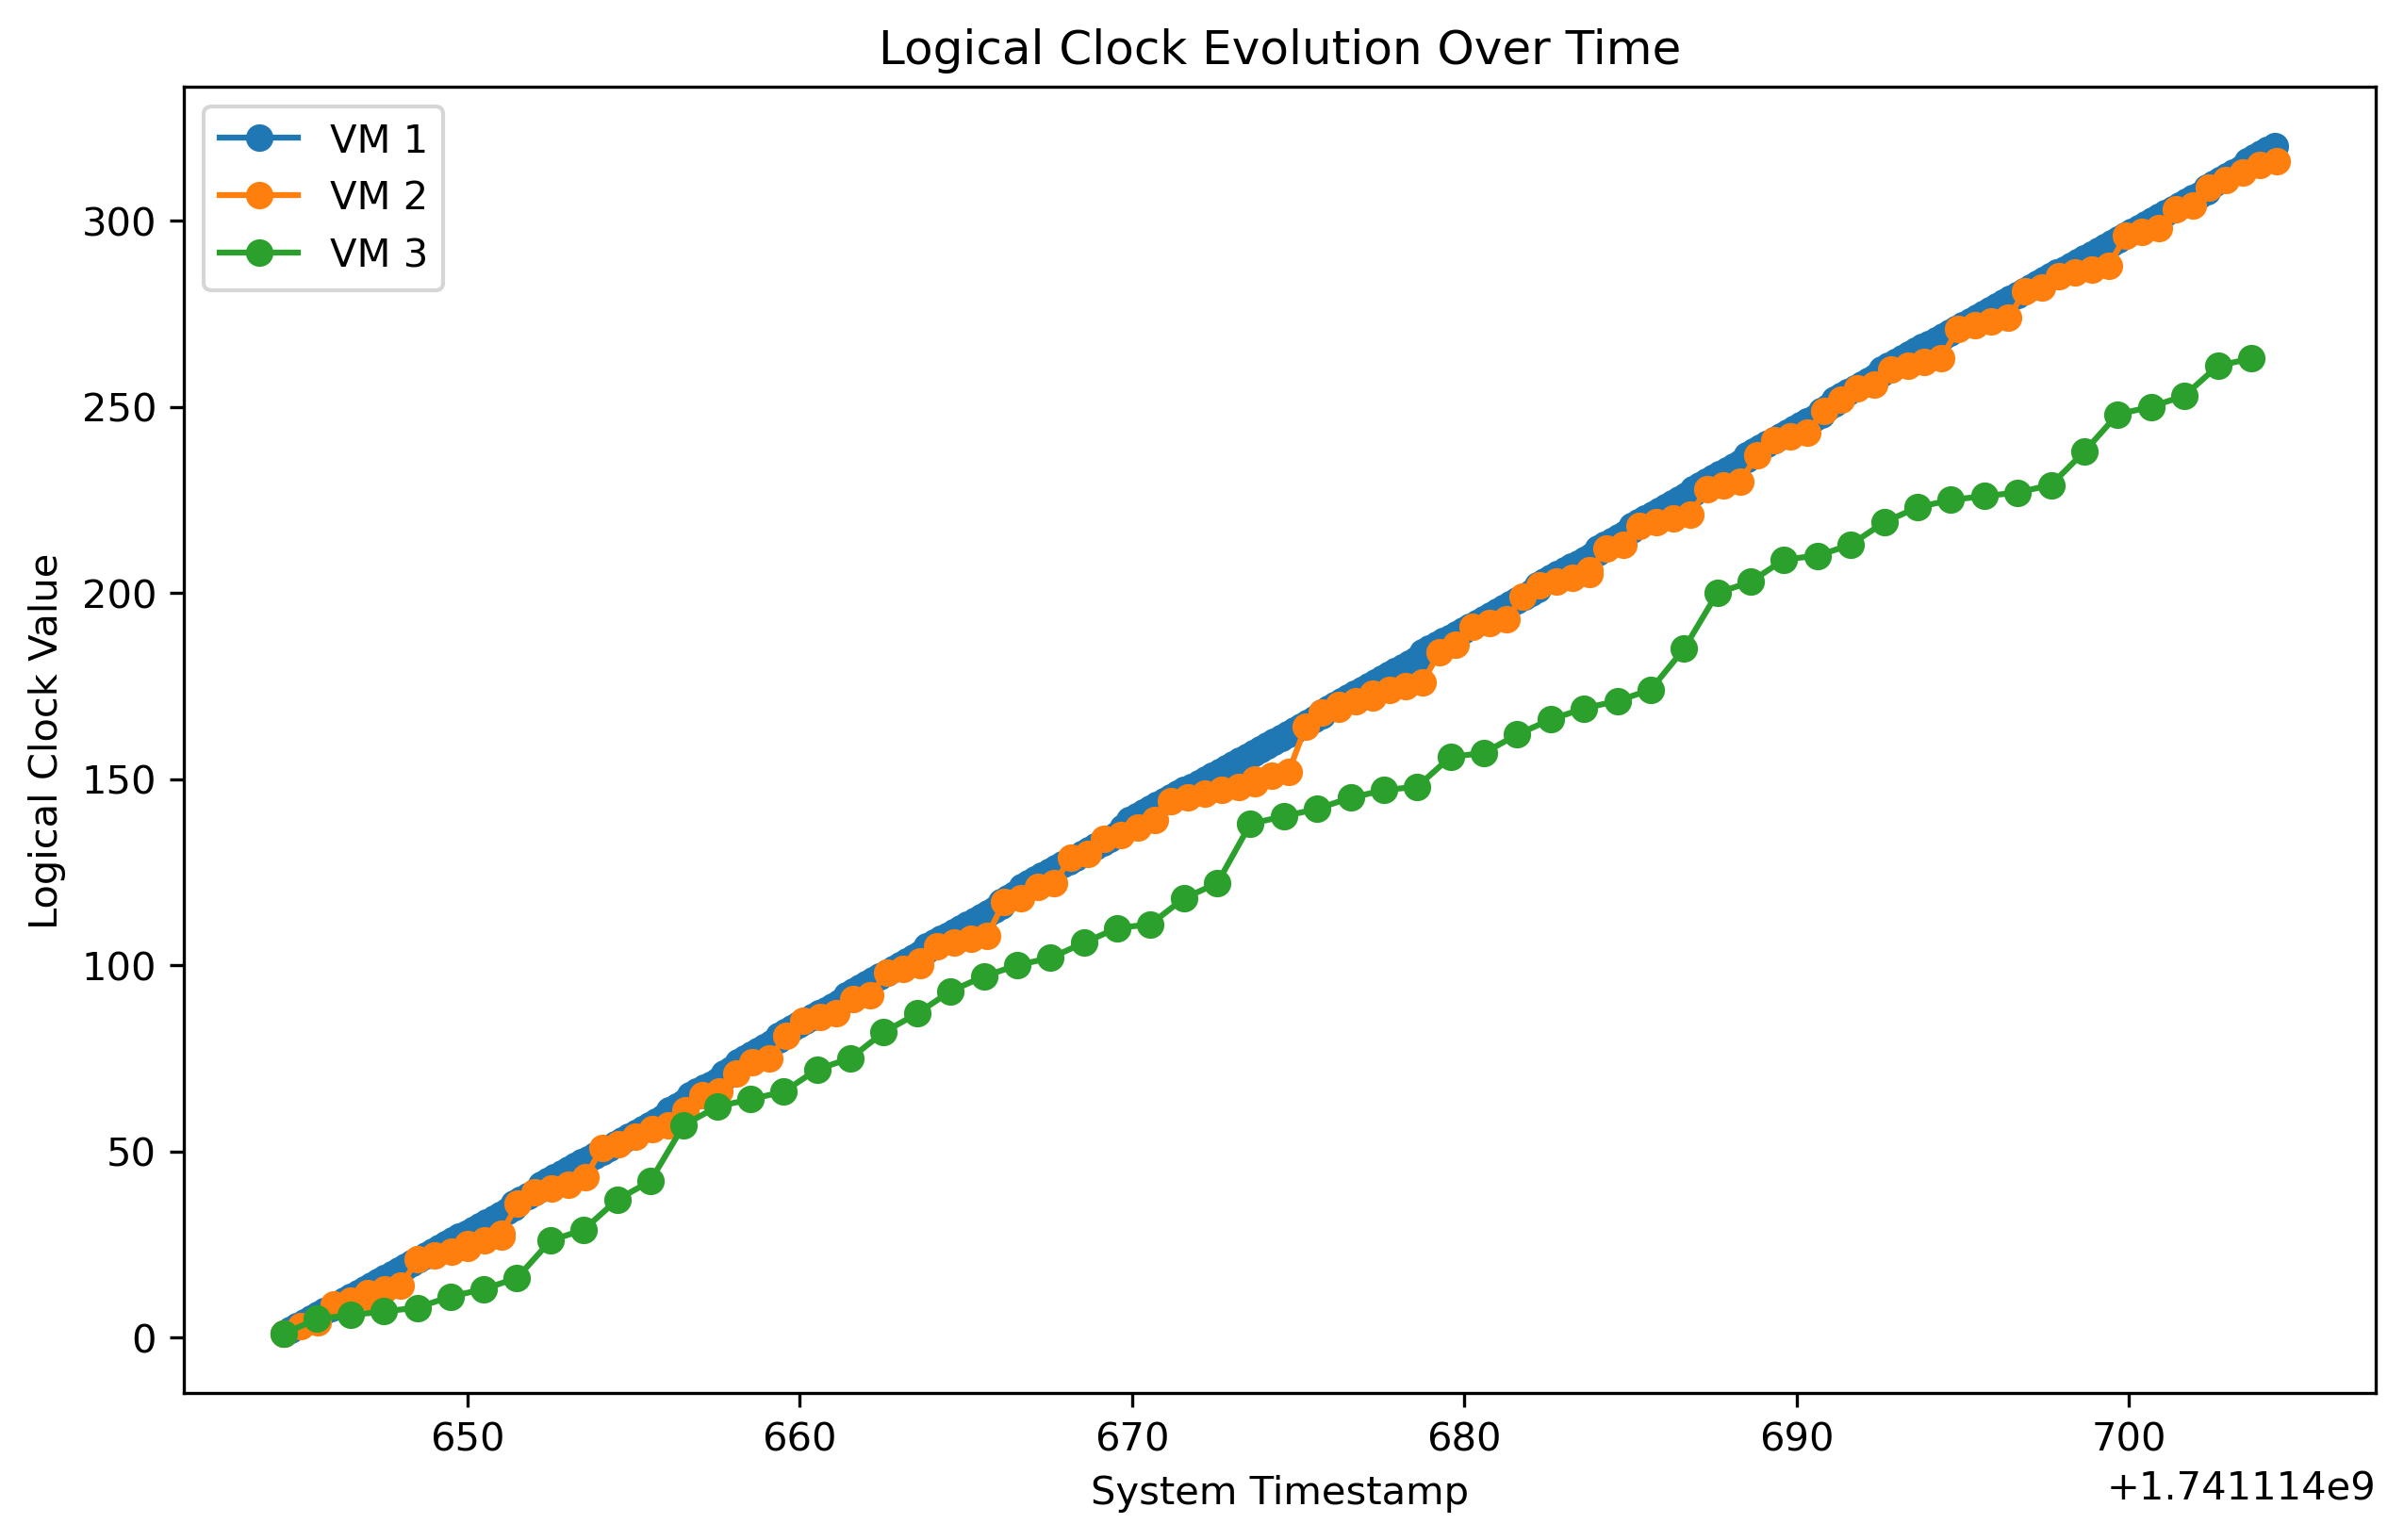 Logical Clock Evolution Over Time
VM 1
VM 2
VM 3
Logical Clock Value
300
250
200
150
100
50
0
650 660 670 680 690 700
System Timestamp
+1.741114e9